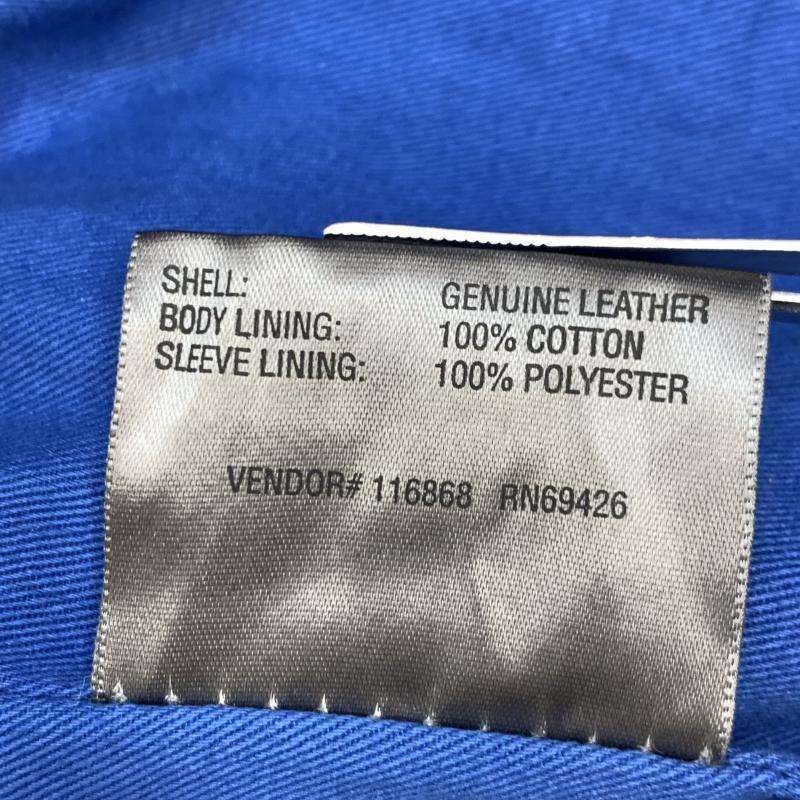 SHELL: GENUINE LEATHER
BODY LINING: 100% COTTON
SLEEVE LINING: 100% POLYESTER
VENDOR# 116868 RN69426